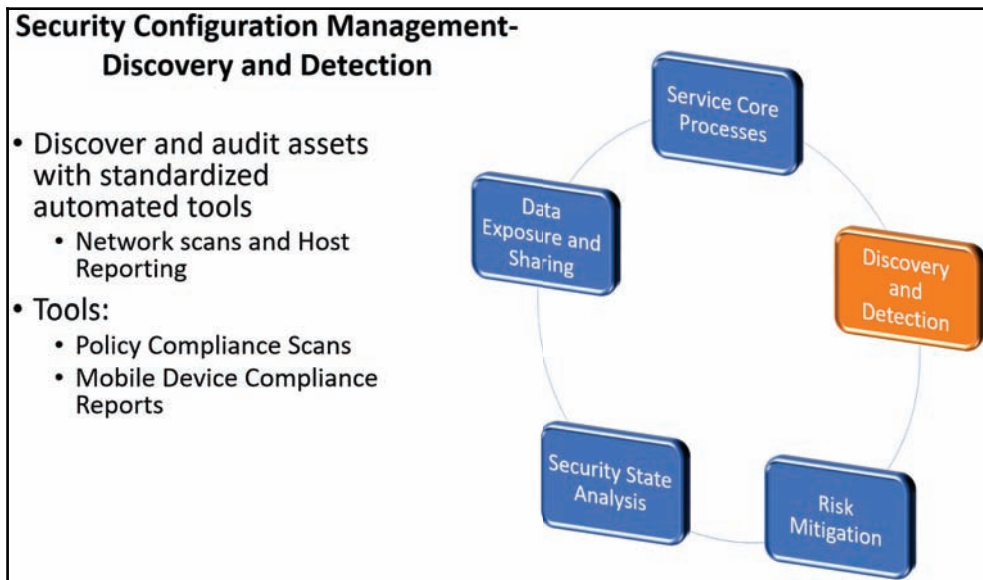 Security Configuration Management-
Discovery and Detection
• Discover and audit assets
with standardized
automated tools
• Network scans and Host
Reporting
• Tools:
• Policy Compliance Scans
• Mobile Device Compliance
Reports
Service Core
Processes
Discovery
and
Detection
Risk
Mitigation
Security State
Analysis
Data
Exposure and
Sharing